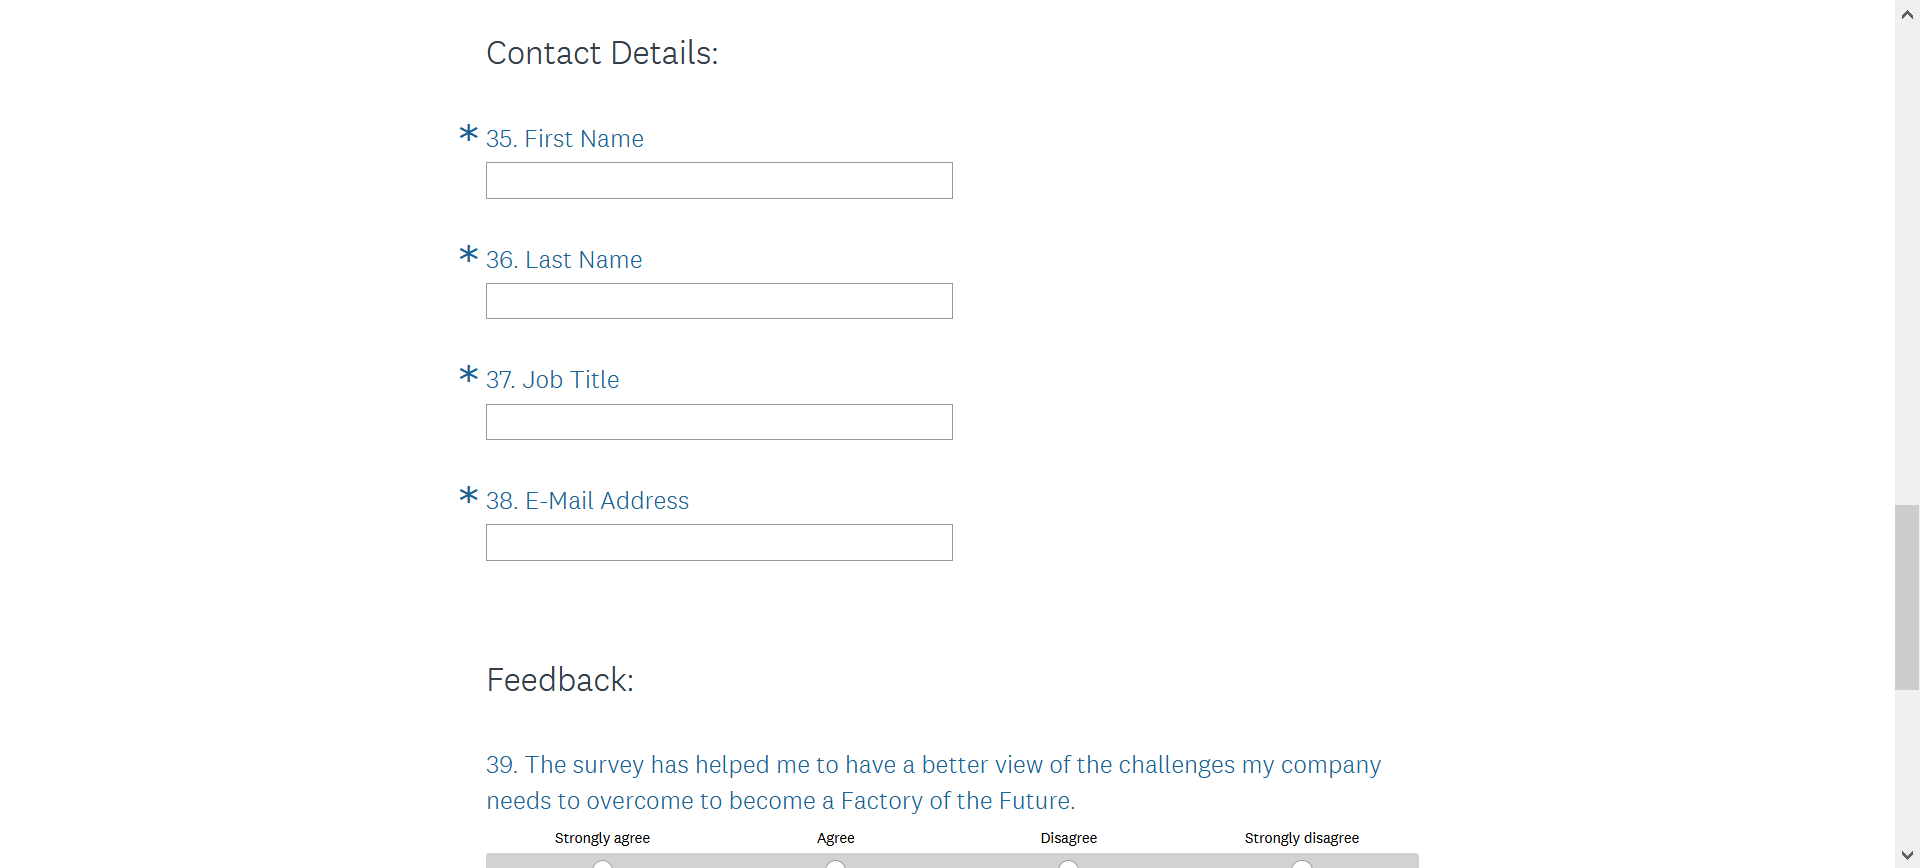 Contact Details:
* 35. First Name
* 36. Last Name
* 37. Job Title
* 38. E-Mail Address
Feedback:
39. The survey has helped me to have a better view of the challenges my company
needs to overcome to become a Factory of the Future.
Strongly agree Agree Disagree Strongly disagree